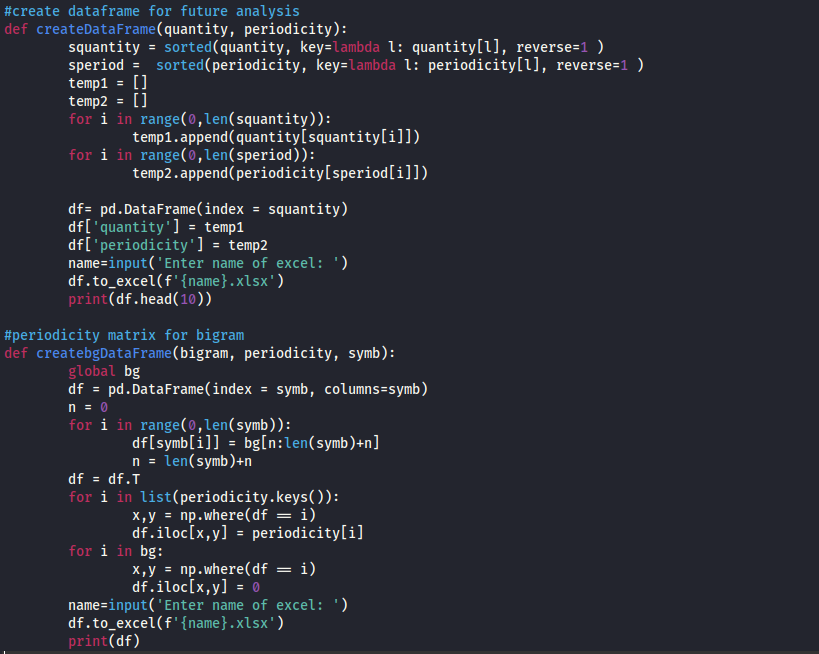 #create dataframe for future analysis
def createDataFrame(quantity, periodicity):
        squantity = sorted(quantity, key=lambda l: quantity[l], reverse=1 )
        speriod =  sorted(periodicity, key=lambda l: periodicity[l], reverse=1 )
        temp1 = []
        temp2 = []
        for i in range(0,len(squantity)):
                temp1.append(quantity[squantity[i]])
        for i in range(0,len(speriod)):
                temp2.append(periodicity[speriod[i]])

        df= pd.DataFrame(index = squantity)
        df['quantity'] = temp1
        df['periodicity'] = temp2
        name=input('Enter name of excel: ')
        df.to_excel(f'{name}.xlsx')
        print(df.head(10))

#periodicity matrix for bigram
def createbgDataFrame(bigram, periodicity, symb):
        global bg
        df = pd.DataFrame(index = symb, columns=symb)
        n = 0
        for i in range(0,len(symb)):
                df[symb[i]] = bg[n:len(symb)+n]
                n = len(symb)+n
        df = df.T
        for i in list(periodicity.keys()):
                x,y = np.where(df == i)
                df.iloc[x,y] = periodicity[i]
        for i in bg:
                x,y = np.where(df == i)
                df.iloc[x,y] = 0
        name=input('Enter name of excel: ')
        df.to_excel(f'{name}.xlsx')
        print(df)